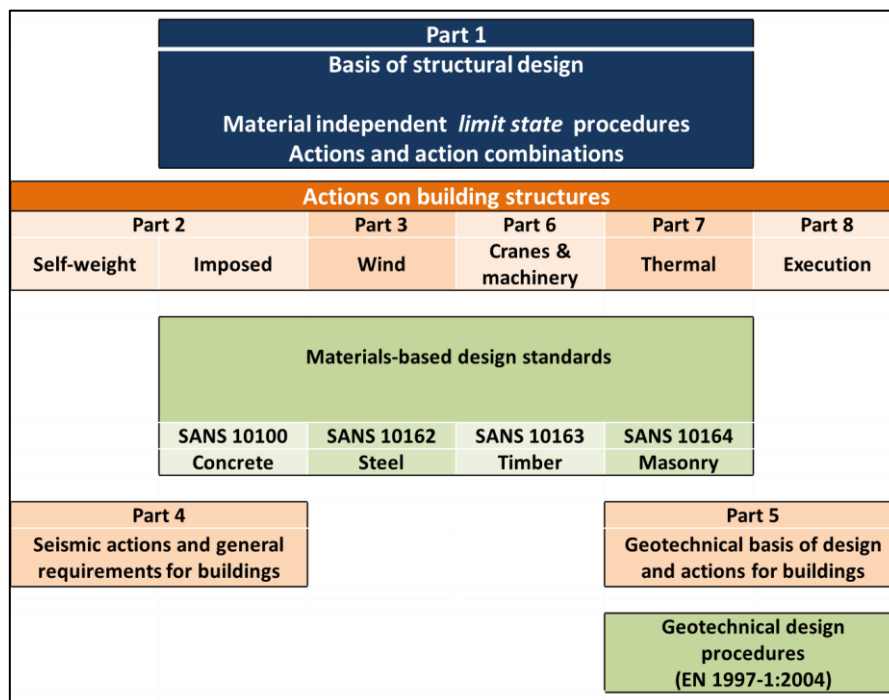 Part 1
Basis of structural design
Material independent limit state procedures
Actions and action combinations
Actions on building structures
Part 2
Part 3
Part 6
Part 7
Part 8
Self-weight
Imposed
Wind
Cranes &
machinery
Thermal
Execution
Materials-based design standards
SANS 10100
SANS 10162
SANS 10163
SANS 10164
Concrete
Steel
Timber
Masonry
Part 4
Seismic actions and general
requirements for buildings
Part 5
Geotechnical basis of design
and actions for buildings
Geotechnical design
procedures
(EN 1997-1:2004)